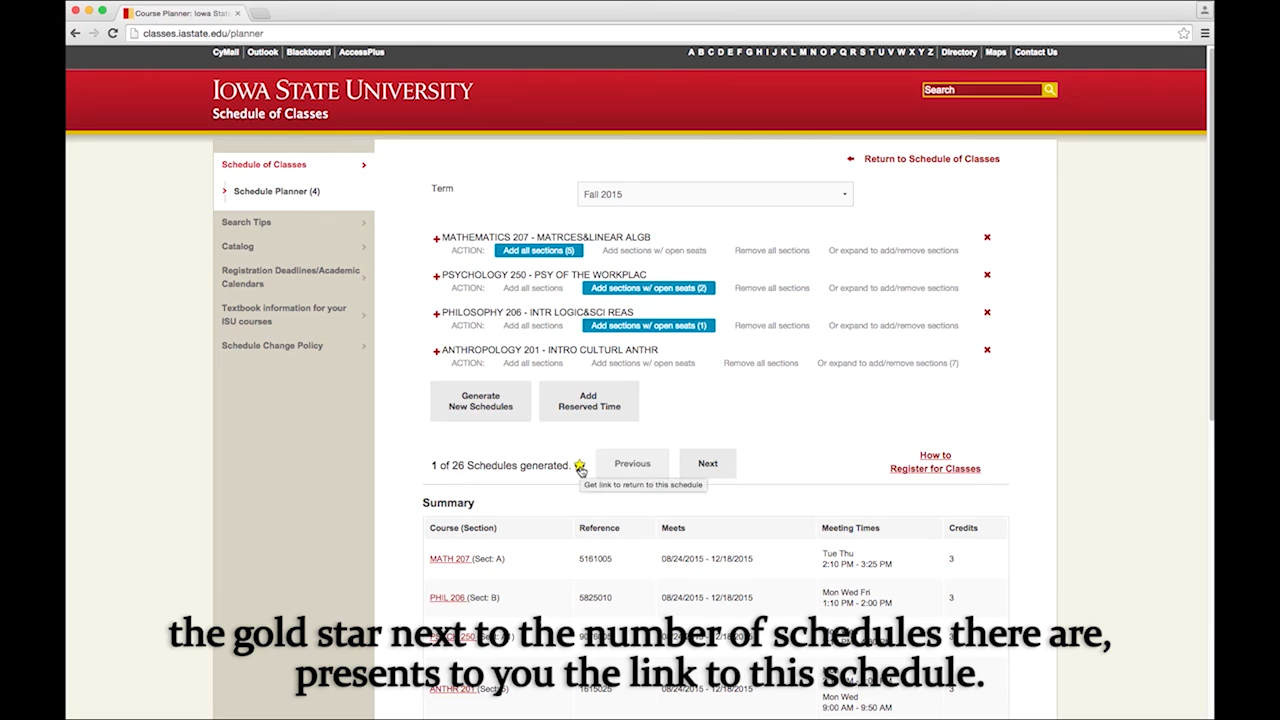 Course Planner: Iowa Stat
classes.iastate.edu/planner
CyMail Outlook Blackboard AccessPlus
A B C D E F G H I J K L M N O P Q R S T U V W X Y Z Directory Maps Contact Us
IOWA STATE UNIVERSITY
Schedule of Classes
Search
Schedule of Classes
Schedule Planner (4)
Search Tips
Catalog
Registration Deadlines/Academic
Calendars
Textbook information for your
ISU courses
Schedule Change Policy
Return to Schedule of Classes
Term
Fall 2015
MATHEMATICS 207 - MATRCES&LINEAR ALGB
ACTION: Add all sections (5) Add sections w/ open seats Remove all sections Or expand to add/remove sections
PSYCHOLOGY 250 - PSY OF THE WORKPLAC
ACTION: Add all sections Add sections w/ open seats (2) Remove all sections Or expand to add/remove sections
PHILOSOPHY 206 - INTR LOGIC&SCI REAS
ACTION: Add all sections Add sections w/ open seats (1) Remove all sections Or expand to add/remove sections
ANTHROPOLOGY 201 - INTRO CULTURL ANTHR
ACTION: Add all sections Add sections w/ open seats Remove all sections Or expand to add/remove sections (7)
Generate
New Schedules
Add
Reserved Time
1 of 26 Schedules generated.
Previous
Next
How to
Register for Classes
Get link to return to this schedule
Summary
Course (Section) Reference Meets Meeting Times Credits
MATH 207 (Sect: A) 5161005 08/24/2015 - 12/18/2015 Tue Thu 3
2:10 PM - 3:25 PM
PHIL 206 (Sect: B) 5825010 08/24/2015 - 12/18/2015 Mon Wed Fri 3
1:10 PM - 2:00 PM
the gold star next to the number of schedules there are,
presents to you the link to this schedule.
ANTHR 201
1615025
Mon Wed
9:00 AM - 9:50 AM